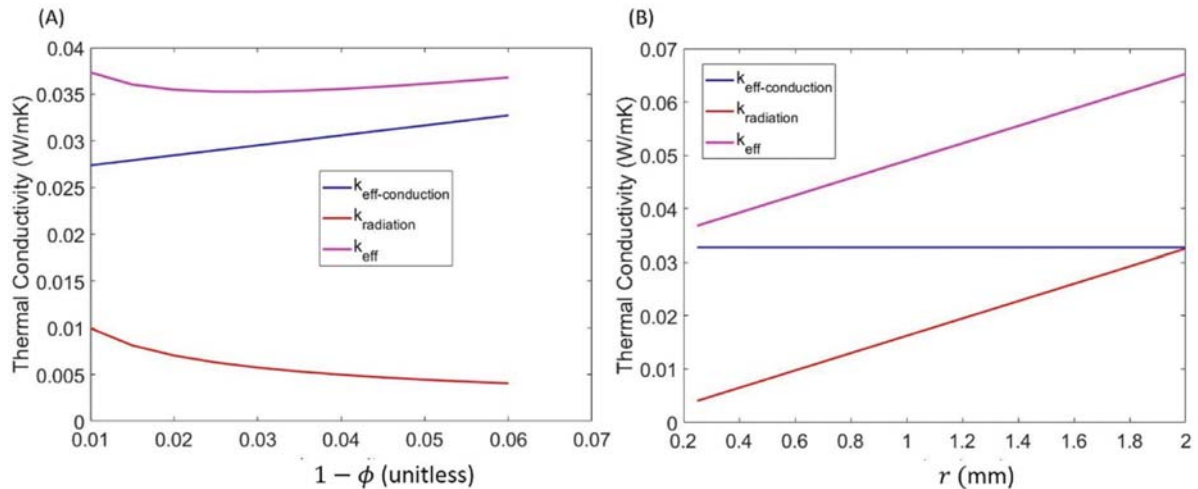 (A)
Thermal Conductivity (W/mK)
0.04
0.035
0.03
0.025
0.02
0.015
0.01
0.005
0
k eff-conduction
k radiation
k eff
0.01 0.02 0.03 0.04 0.05 0.06 0.07
1 − ϕ (unitless)
(B)
Thermal Conductivity (W/mK)
0.07
0.06
0.05
0.04
0.03
0.02
0.01
0
k eff-conduction
k radiation
k eff
0.2 0.4 0.6 0.8 1 1.2 1.4 1.6 1.8 2
r (mm)